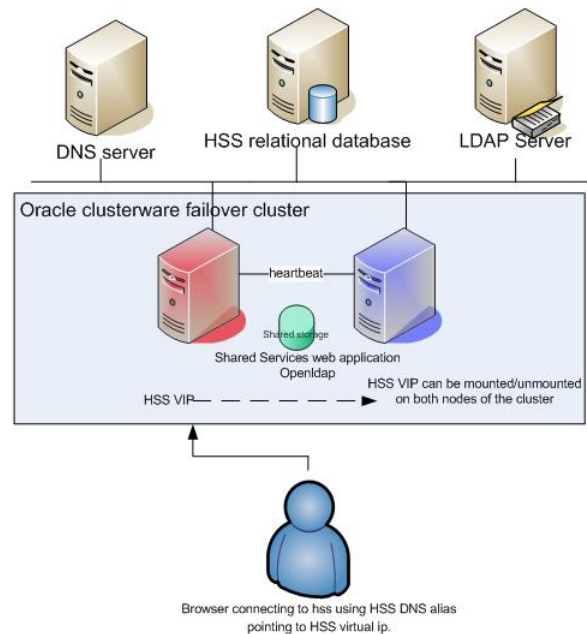 DNS server
HSS relational database
LDAP Server
Oracle clusterware failover cluster
heartbeat
Shared storage
Shared Services web application
Openldap
HSS VIP
HSS VIP can be mounted/unmounted
on both nodes of the cluster
Browser connecting to hss using HSS DNS alias
pointing to HSS virtual ip.